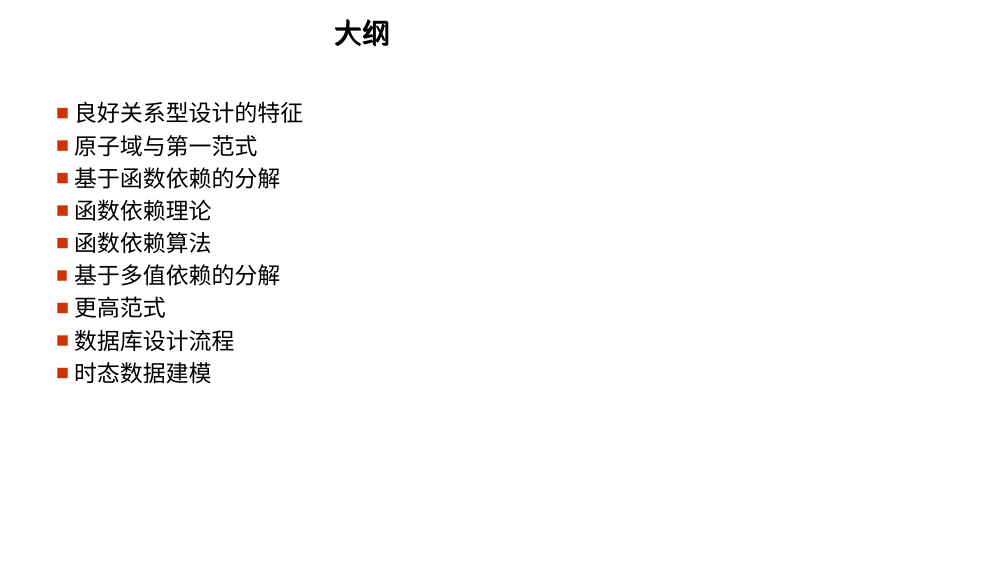 大纲
良好关系型设计的特征
原子域与第一范式
基于函数依赖的分解
函数依赖理论
函数依赖算法
基于多值依赖的分解
更高范式
数据库设计流程
时态数据建模